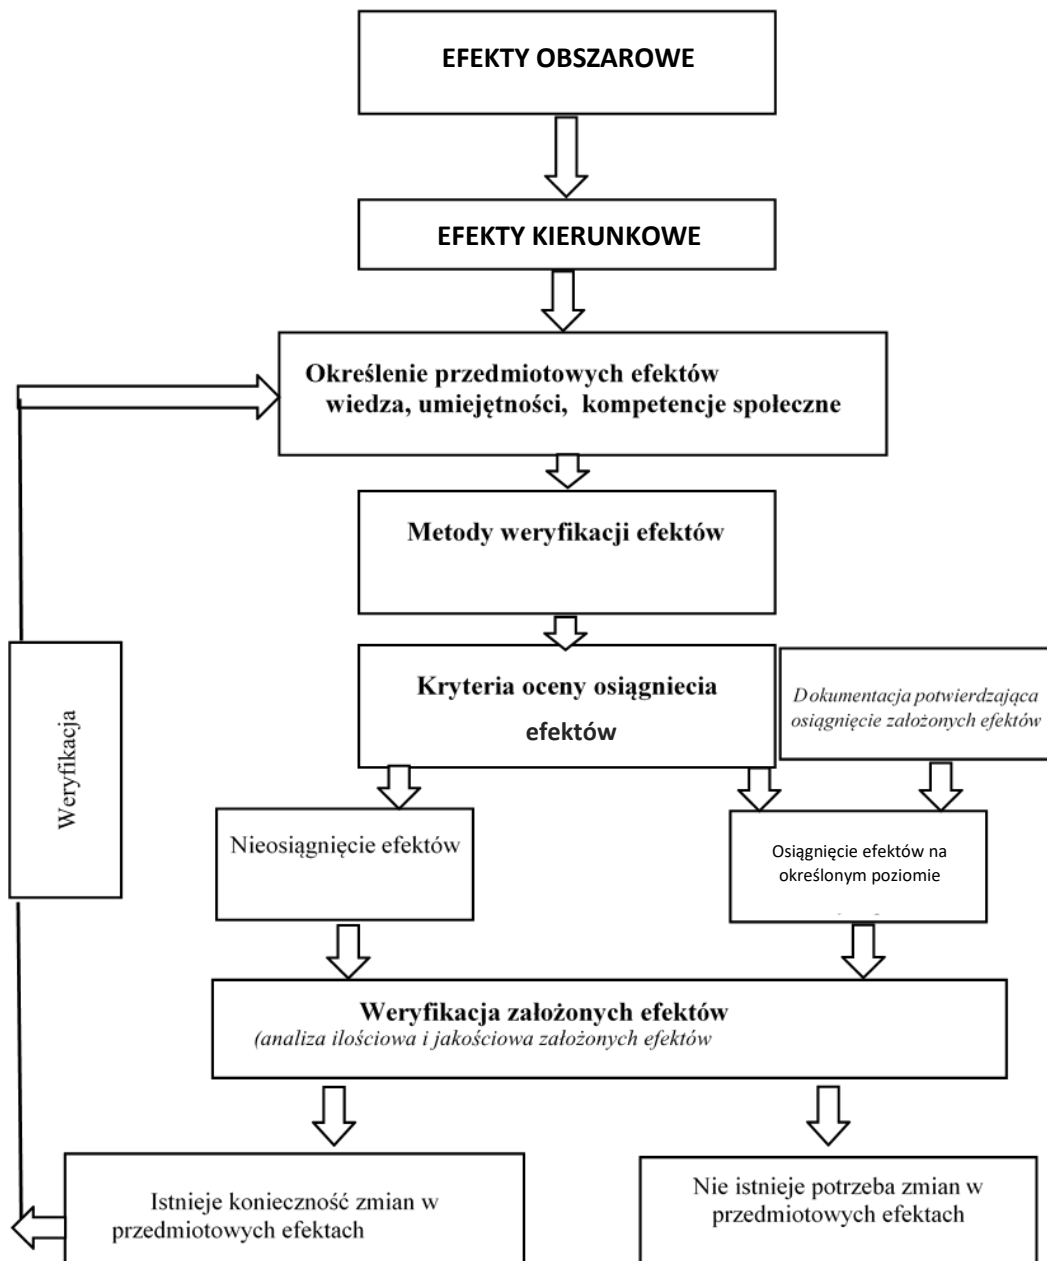 EFEKTY OBSZAROWE
EFEKTY KIERUNKOWE
Określenie przedmiotowych efektów
wiedza, umiejętności, kompetencje społeczne
Metody weryfikacji efektów
Kryteria oceny osiągniecia
efektów
Dokumentacja potwierdzająca
osiągnięcie założonych efektów
Weryfikacja
Nieosiągnięcie efektów
Osiągnięcie efektów na
określonym poziomie
Weryfikacja założonych efektów
(analiza ilościowa i jakościowa założonych efektów
Istnieje konieczność zmian w
przedmiotowych efektach
Nie istnieje potrzeba zmian w
przedmiotowych efektach